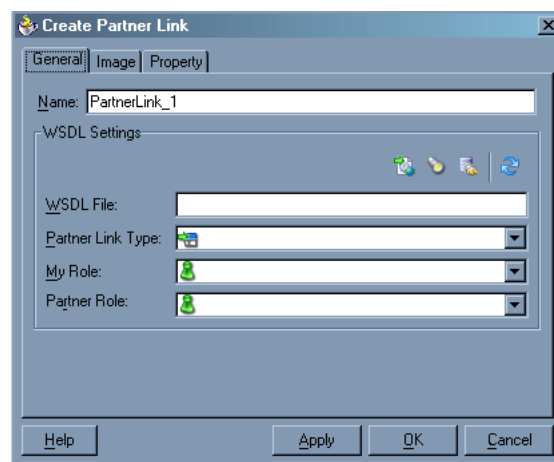 Create Partner Link
General Image Property
Name: PartnerLink_1
WSDL Settings
WSDL File:
Partner Link Type:
My Role:
Partner Role:
Help Apply OK Cancel